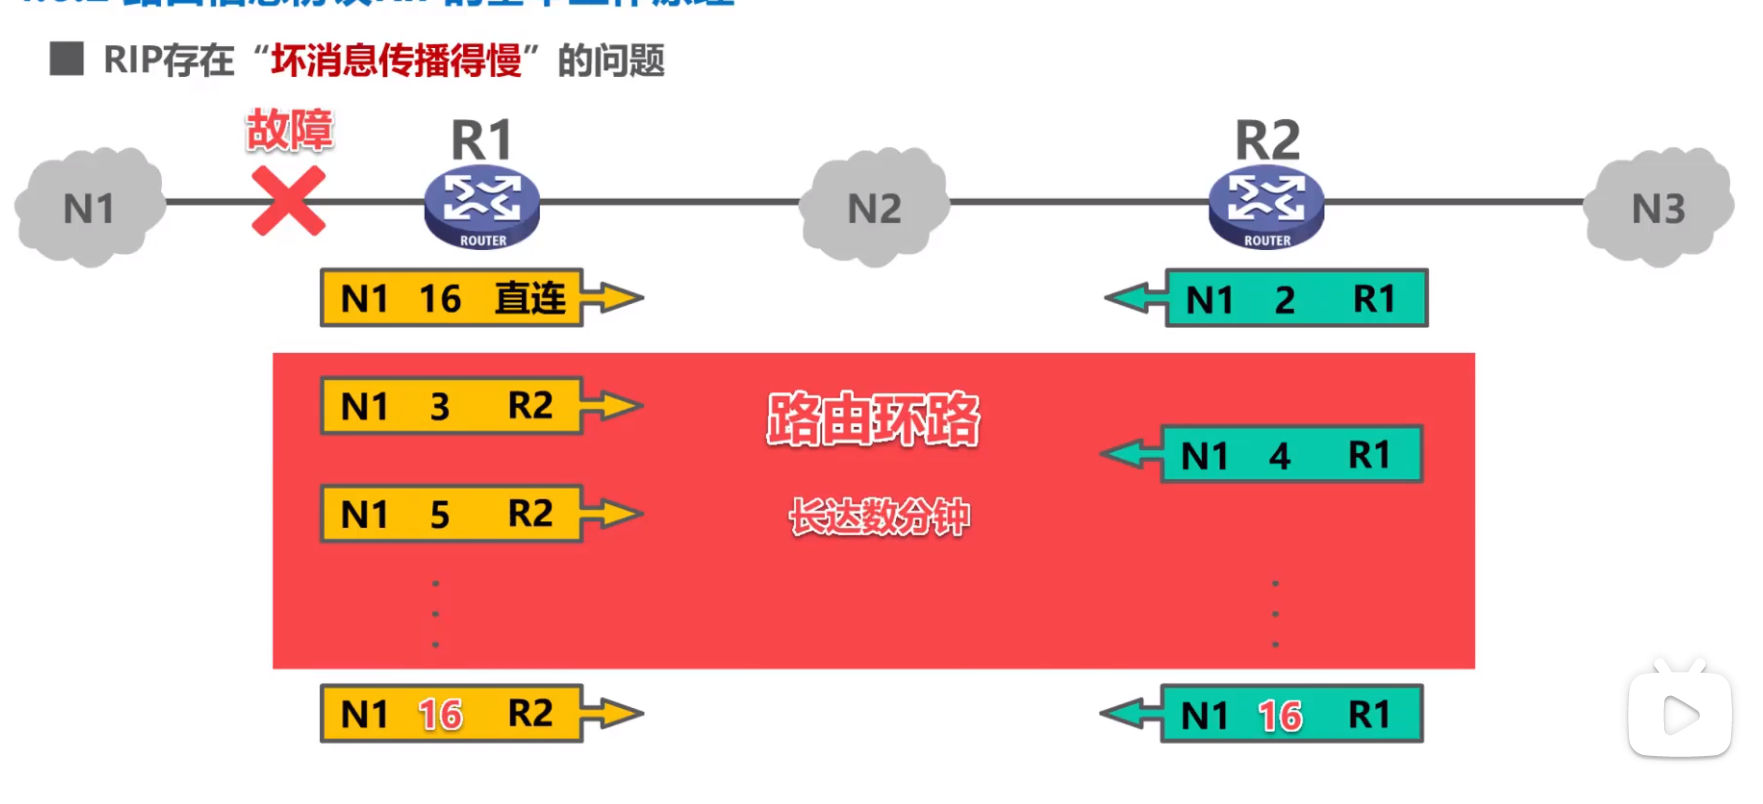 RIP存在“坏消息传播得慢”的问题
故障
R1
R2
N1
N2
N3
ROUTER
ROUTER
N1 16 直连
N1 2 R1
N1 3 R2
路由环路
N1 4 R1
N1 5 R2
长达数分钟
N1 16 R2
N1 16 R1